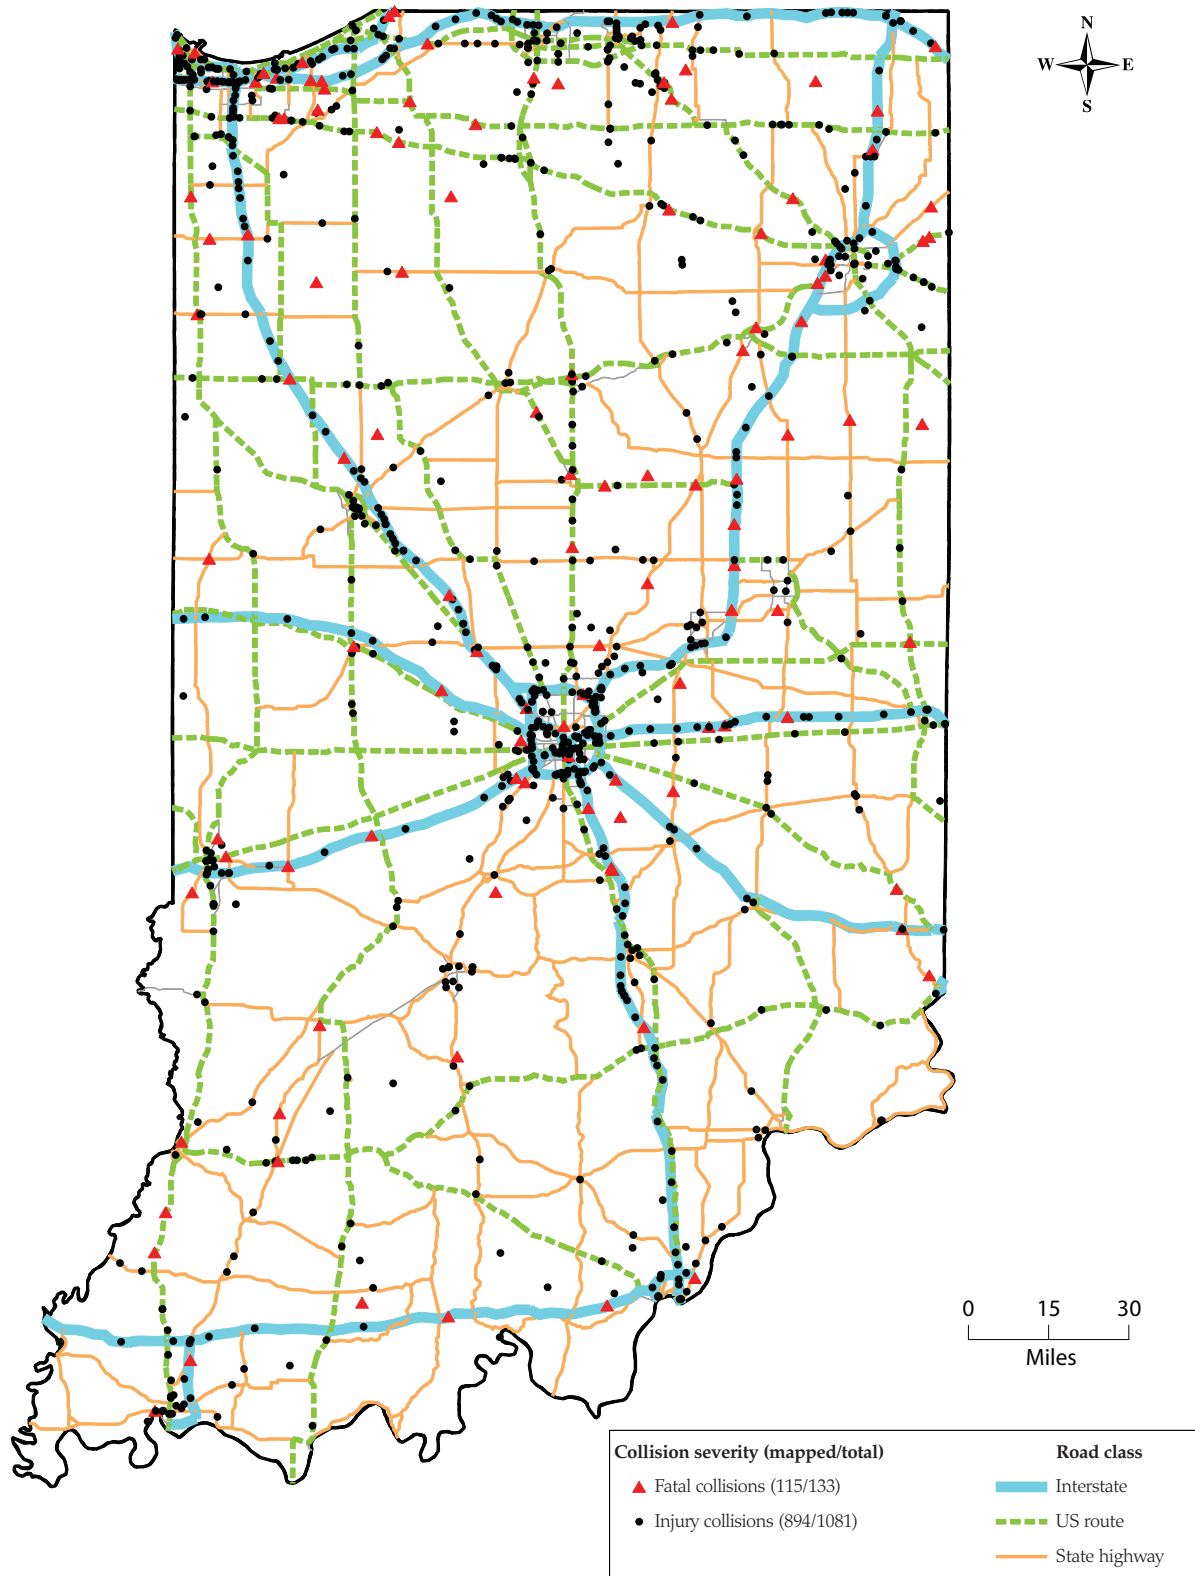 N
W E
S
0 15 30
Miles
Collision severity (mapped/total)
Fatal collisions (115/133)
Injury collisions (894/1081)
Road class
Interstate
US route
State highway